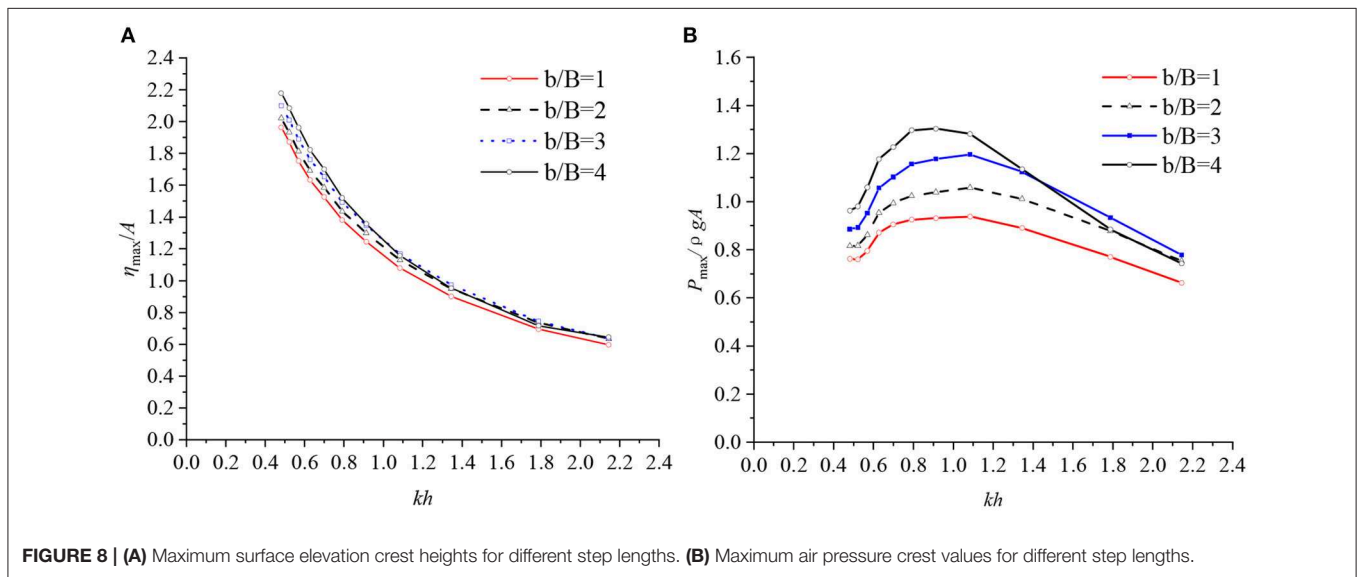 A
2.4
2.2
2.0
1.8
1.6
1.4
1.2
1.0
0.8
0.6
0.4
0.2
0.0
η_max/A
b/B=1
b/B=2
b/B=3
b/B=4
0.0 0.2 0.4 0.6 0.8 1.0 1.2 1.4 1.6 1.8 2.0 2.2 2.4
kh
B
1.6
1.4
1.2
1.0
0.8
0.6
0.4
0.2
0.0
P_max/ρ gA
b/B=1
b/B=2
b/B=3
b/B=4
0.0 0.2 0.4 0.6 0.8 1.0 1.2 1.4 1.6 1.8 2.0 2.2 2.4
kh
FIGURE 8 | (A) Maximum surface elevation crest heights for different step lengths. (B) Maximum air pressure crest values for different step lengths.